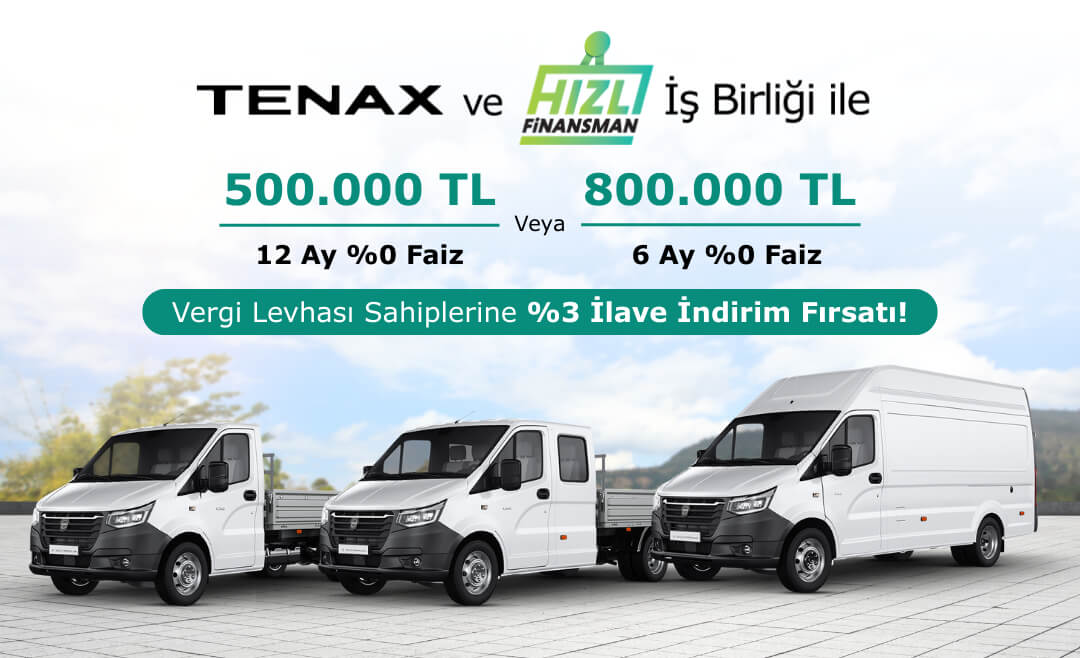 TENAX ve HIZLI FİNANSMAN İş Birliği ile
500.000 TL Veya 800.000 TL
12 Ay %0 Faiz 6 Ay %0 Faiz
Vergi Levhası Sahiplerine %3 İlave İndirim Fırsatı!